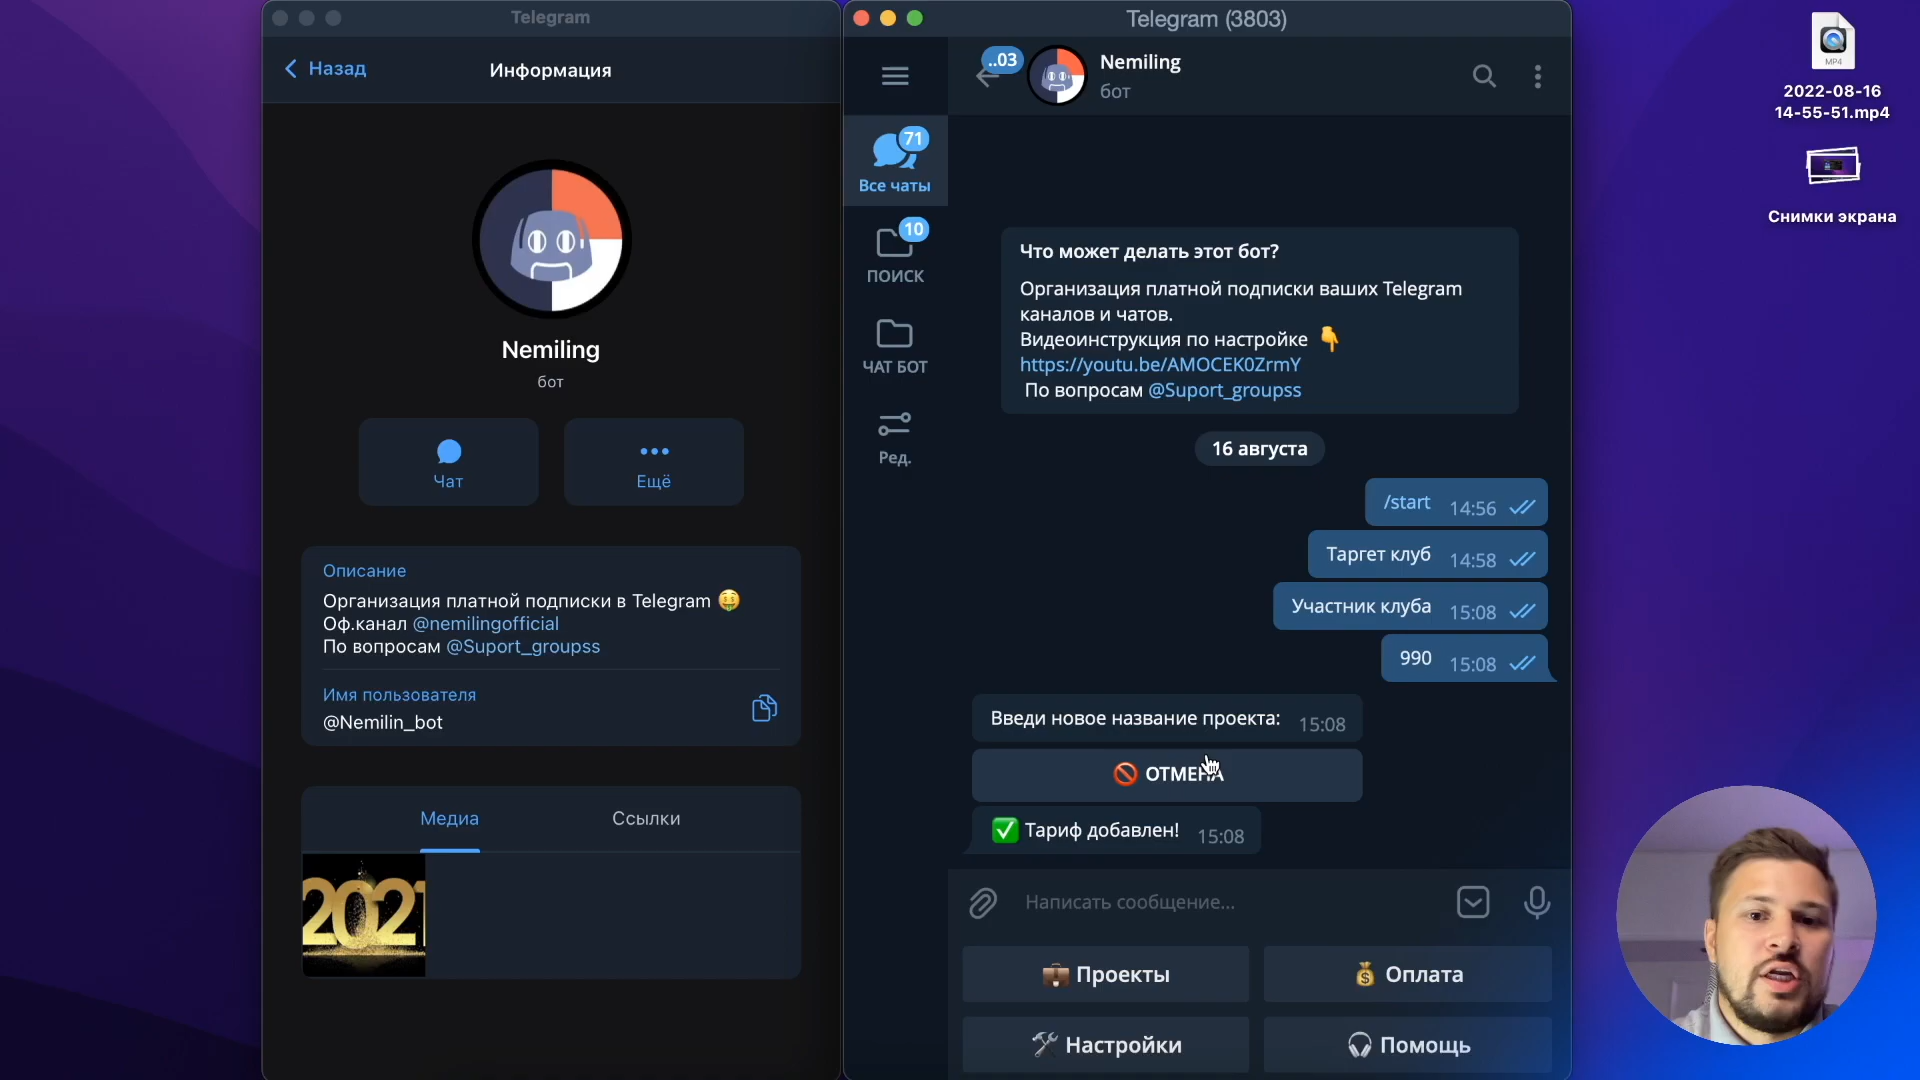 Telegram
Назад
Информация
Nemiling
бот
Чат
Ещё
Описание
Организация платной подписки в Telegram 🤑
Оф.канал @nemilingofficial
По вопросам @Suport_groupss
Имя пользователя
@Nemilin_bot
Медиа
Ссылки
2021
Telegram (3803)
..03
Nemiling
бот
71
Все чаты
10
ПОИСК
ЧАТ БОТ
Ред.
Что может делать этот бот?
Организация платной подписки ваших Telegram
каналов и чатов.
Видеоинструкция по настройке 👇
https://youtu.be/AMOCEK0ZrmY
По вопросам @Suport_groupss
16 августа
/start 14:56
Таргет клуб 14:58
Участник клуба 15:08
990 15:08
Введи новое название проекта: 15:08
🚫 ОТМЕНА
✅ Тариф добавлен! 15:08
Написать сообщение...
💼 Проекты
💰 Оплата
🛠 Настройки
🎧 Помощь
MP4
2022-08-16
14-55-51.mp4
Снимки экрана